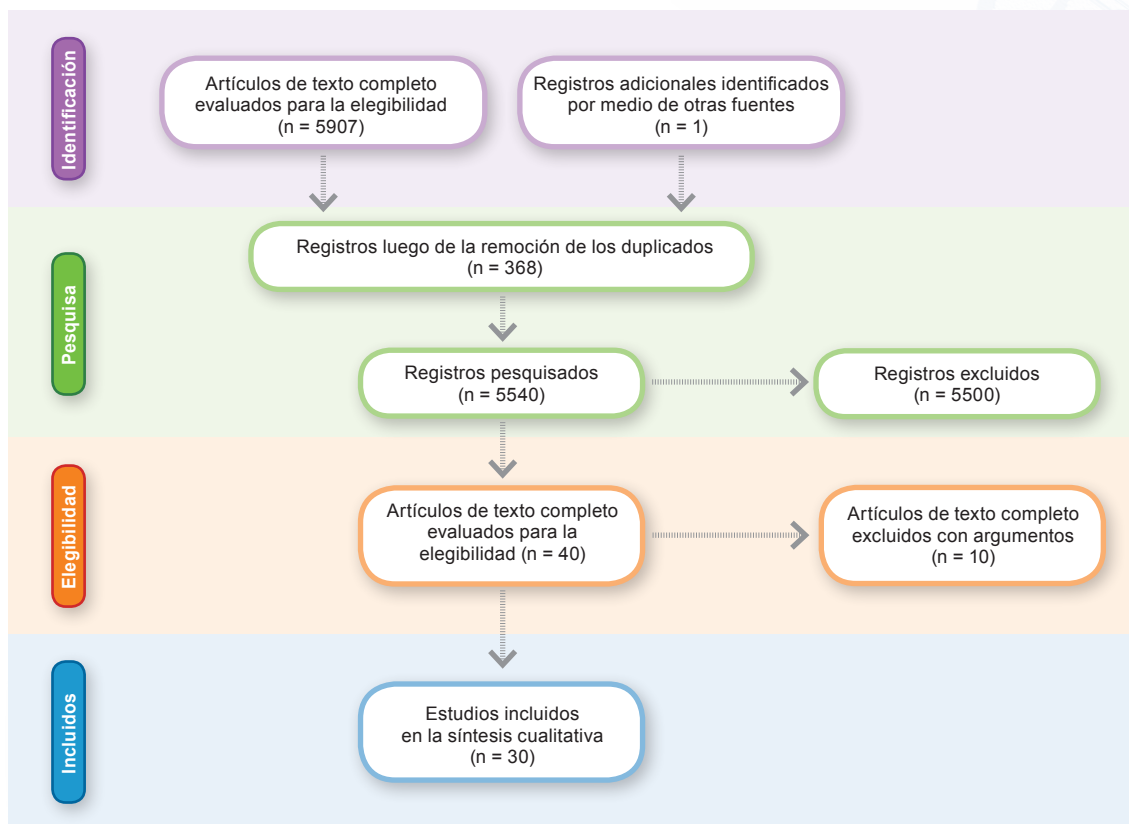 Identificación
Artículos de texto completo
evaluados para la elegibilidad
(n = 5907)
Registros adicionales identificados
por medio de otras fuentes
(n = 1)
Pesquisa
Registros luego de la remoción de los duplicados
(n = 368)
Registros pesquisados
(n = 5540)
Registros excluidos
(n = 5500)
Elegibilidad
Artículos de texto completo
evaluados para la
elegibilidad (n = 40)
Artículos de texto completo
excluidos con argumentos
(n = 10)
Incluidos
Estudios incluidos
en la síntesis cualitativa
(n = 30)